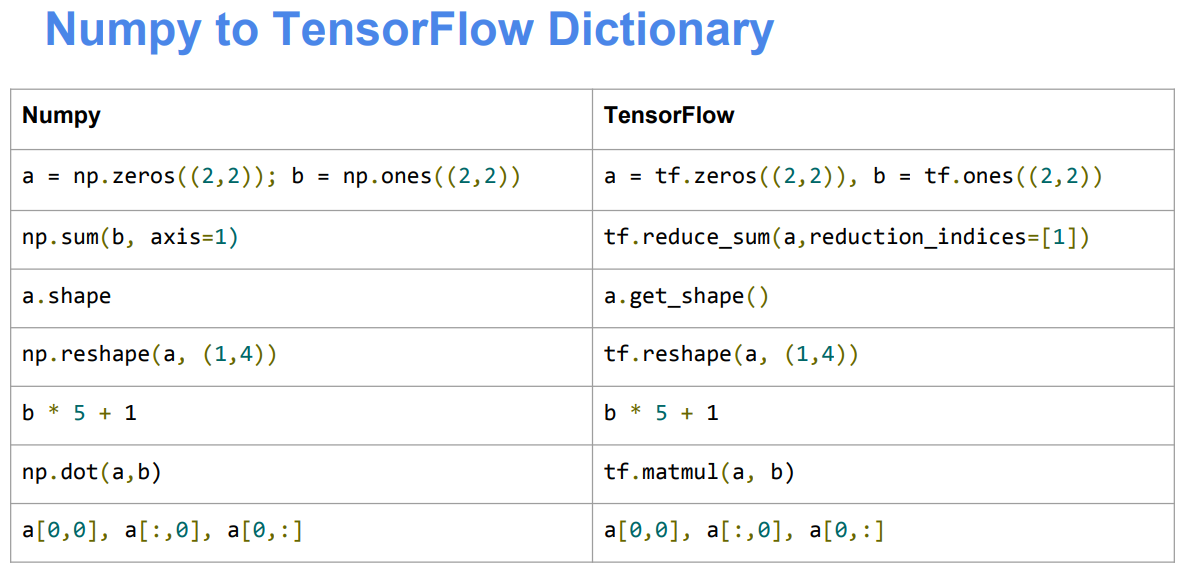 Numpy to TensorFlow Dictionary
Numpy
TensorFlow
a = np.zeros((2,2)); b = np.ones((2,2))
a = tf.zeros((2,2)), b = tf.ones((2,2))
np.sum(b, axis=1)
tf.reduce_sum(a,reduction_indices=[1])
a.shape
a.get_shape()
np.reshape(a, (1,4))
tf.reshape(a, (1,4))
b * 5 + 1
b * 5 + 1
np.dot(a,b)
tf.matmul(a, b)
a[0,0], a[:,0], a[0,:]
a[0,0], a[:,0], a[0,:]